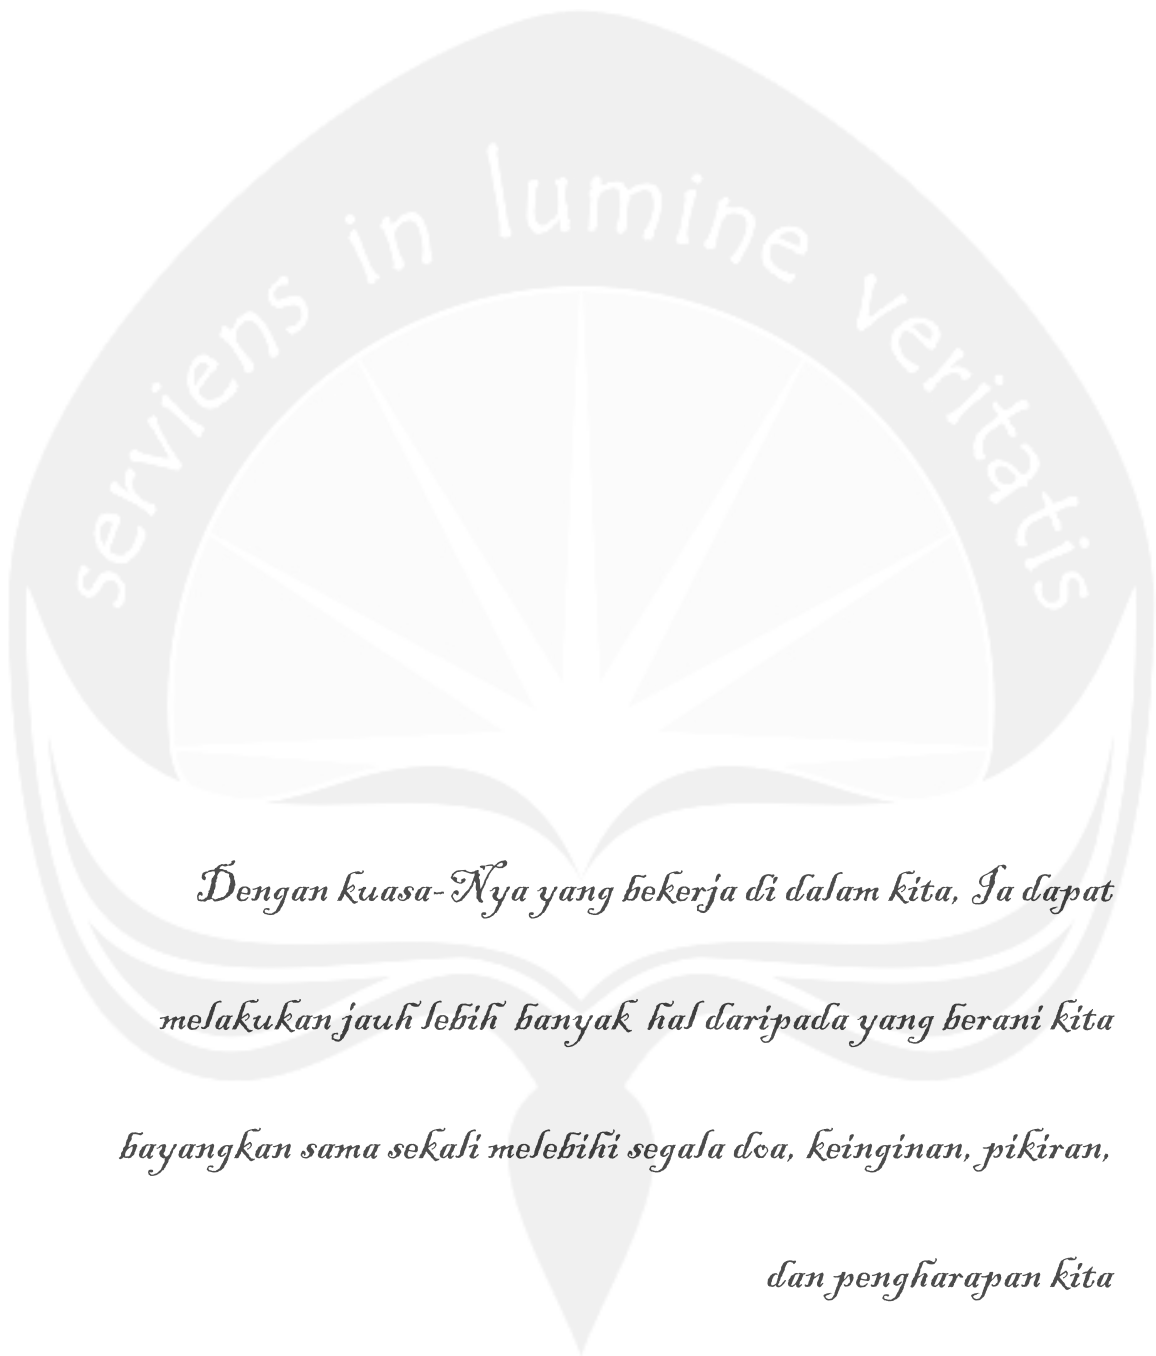 serviens in lumine veritatis
Dengan kuasa-Nya yang bekerja di dalam kita, Ia dapat
melakukan jauh lebih banyak hal daripada yang berani kita
bayangkan sama sekali melebihi segala doa, keinginan, pikiran,
dan pengharapan kita